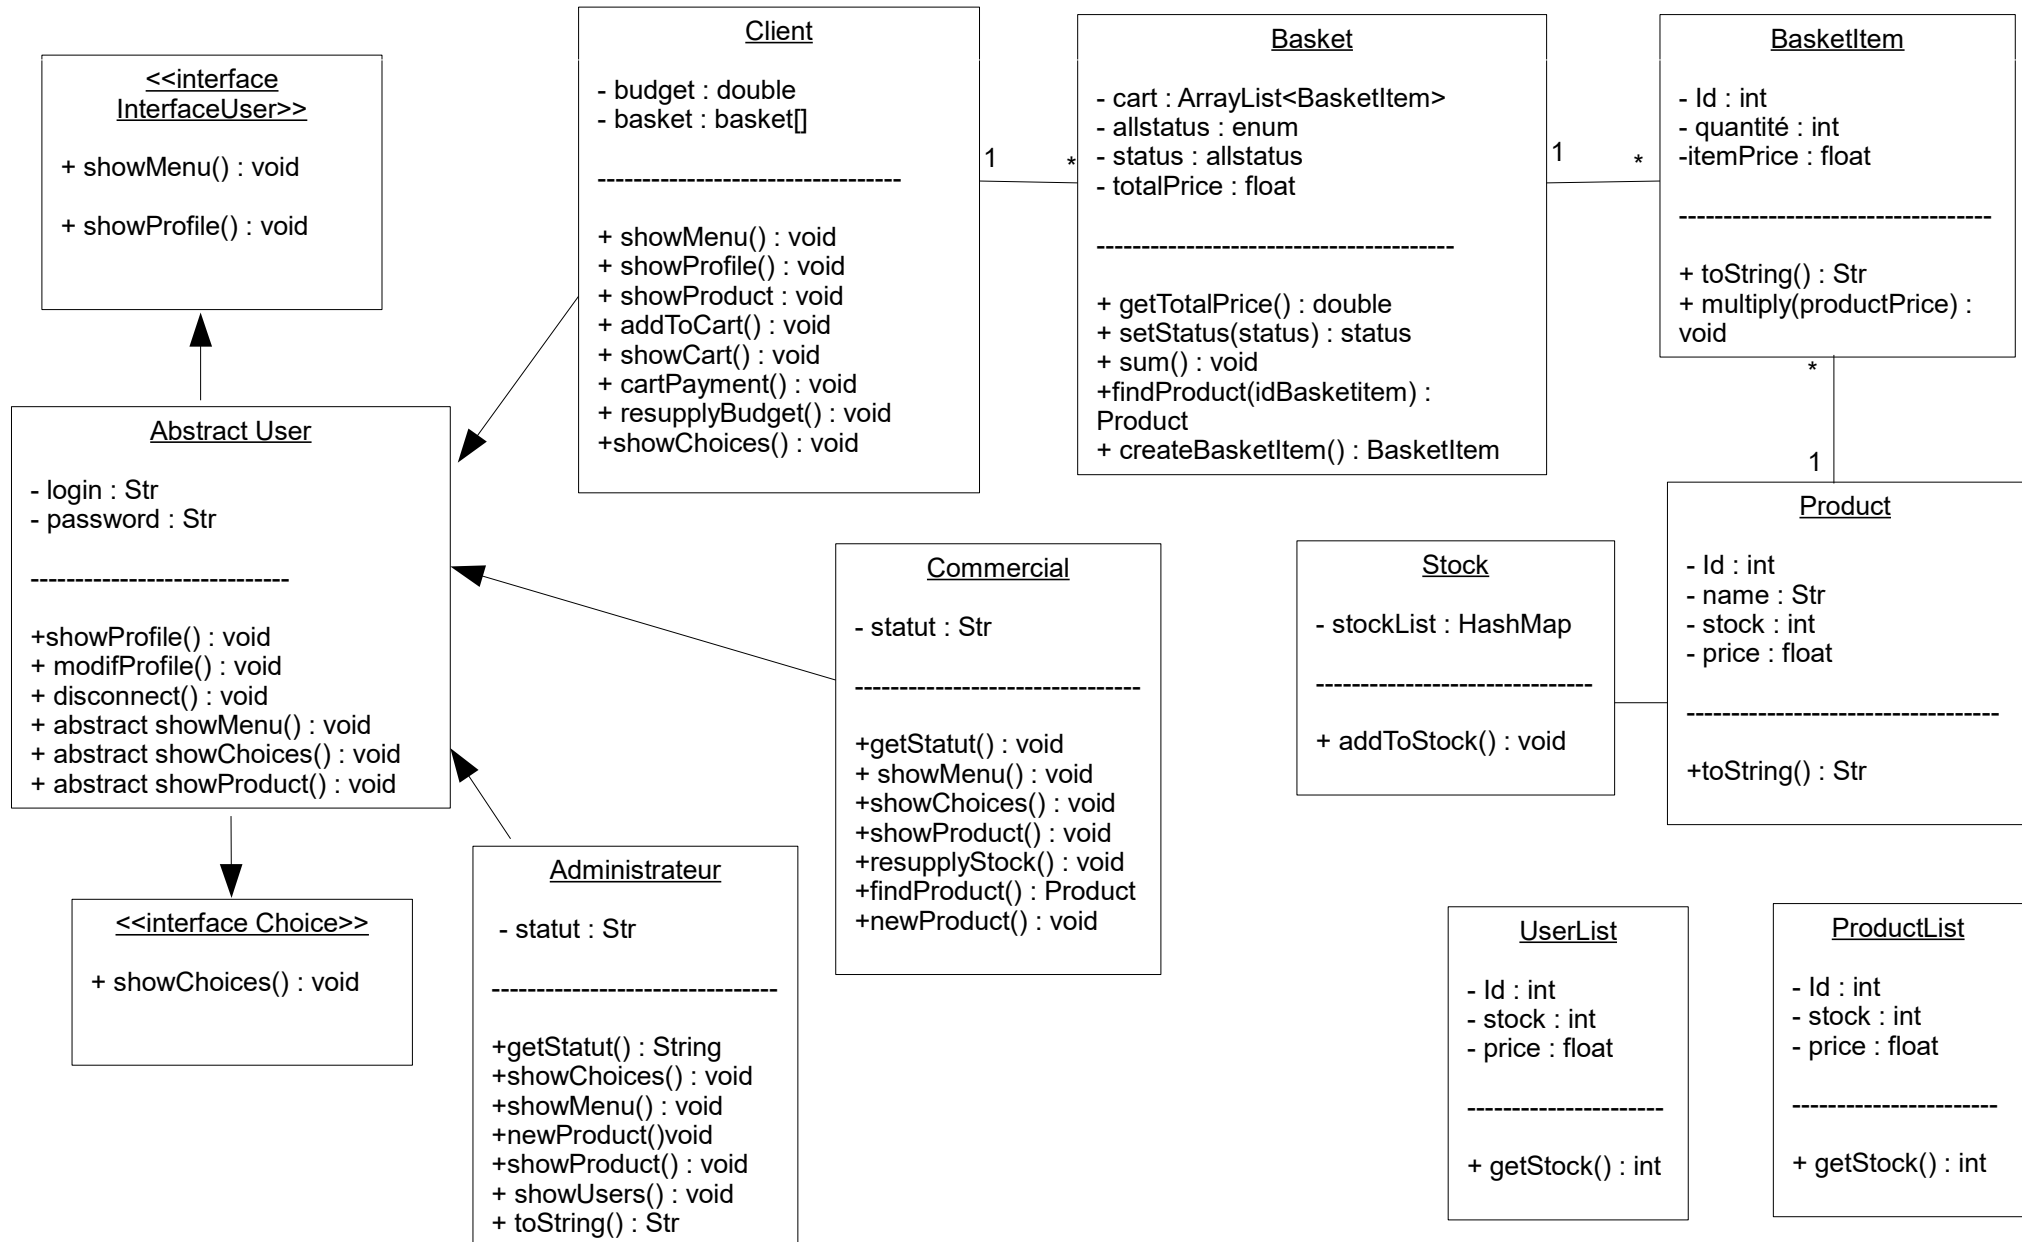 <<interface
InterfaceUser>>
+ showMenu() : void
+ showProfile() : void
Client
- budget : double
- basket : basket[]
----------------------------------
+ showMenu() : void
+ showProfile() : void
+ showProduct : void
+ addToCart() : void
+ showCart() : void
+ cartPayment() : void
+ resupplyBudget() : void
+showChoices() : void
1
*
Basket
- cart : ArrayList<BasketItem>
- allstatus : enum
- status : allstatus
- totalPrice : float
----------------------------------------
+ getTotalPrice() : double
+ setStatus(status) : status
+ sum() : void
+findProduct(idBasketitem) :
Product
+ createBasketItem() : BasketItem
1
*
BasketItem
- Id : int
- quantité : int
-itemPrice : float
-----------------------------------
+ toString() : Str
+ multiply(productPrice) :
void
*
1
Abstract User
- login : Str
- password : Str
-----------------------------
+showProfile() : void
+ modifProfile() : void
+ disconnect() : void
+ abstract showMenu() : void
+ abstract showChoices() : void
+ abstract showProduct() : void
Commercial
- statut : Str
--------------------------------
+getStatut() : void
+ showMenu() : void
+showChoices() : void
+showProduct() : void
+resupplyStock() : void
+findProduct() : Product
+newProduct() : void
Stock
- stockList : HashMap
-------------------------------
+ addToStock() : void
Product
- Id : int
- name : Str
- stock : int
- price : float
-----------------------------------
+toString() : Str
<<interface Choice>>
+ showChoices() : void
Administrateur
- statut : Str
--------------------------------
+getStatut() : String
+showChoices() : void
+showMenu() : void
+newProduct()void
+showProduct() : void
+ showUsers() : void
+ toString() : Str
UserList
- Id : int
- stock : int
- price : float
----------------------
+ getStock() : int
ProductList
- Id : int
- stock : int
- price : float
-----------------------
+ getStock() : int